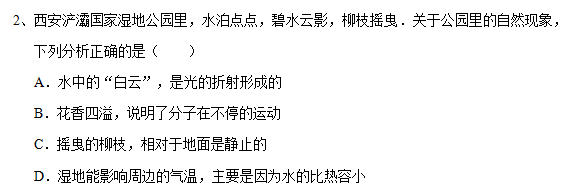 2、西安浐灞国家湿地公园里，水泊点点，碧水云影，柳枝摇曳．关于公园里的自然现象，
下列分析正确的是（　　）
A．水中的“白云”，是光的折射形成的
B．花香四溢，说明了分子在不停的运动
C．摇曳的柳枝，相对于地面是静止的
D．湿地能影响周边的气温，主要是因为水的比热容小